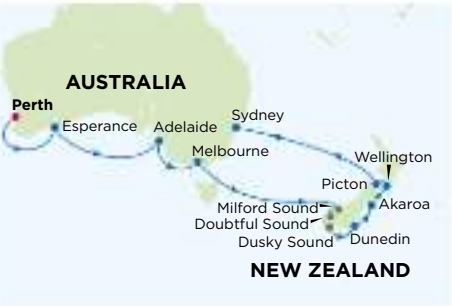 AUSTRALIA
Perth
Esperance
Adelaide
Sydney
Melbourne
Wellington
Picton
Milford Sound
Akaroa
Doubtful Sound
Dusky Sound
Dunedin
NEW ZEALAND